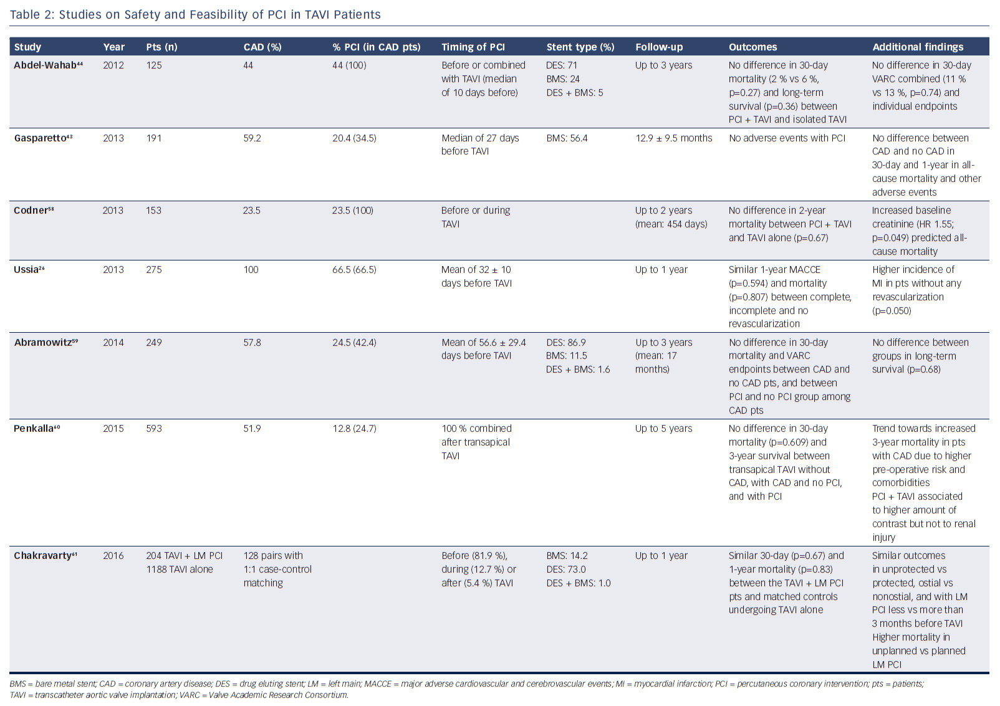 Table 2: Studies on Safety and Feasibility of PCI in TAVI Patients
Study Year Pts (n) CAD (%) % PCI (in CAD pts) Timing of PCI Stent type (%) Follow-up Outcomes Additional findings
Abdel-Wahab⁴⁴ 2012 125 44 44 (100) Before or combined DES: 71 Up to 3 years No difference in 30-day No difference in 30-day
with TAVI (median BMS: 24 mortality (2 % vs 6 %, VARC combined (11 %
of 10 days before) DES + BMS: 5 p=0.27) and long-term vs 13 %, p=0.74) and
survival (p=0.36) between individual endpoints
PCI + TAVI and isolated TAVI
Gasparetto⁴³ 2013 191 59.2 20.4 (34.5) Median of 27 days BMS: 56.4 12.9 ± 9.5 months No adverse events with PCI No difference between
before TAVI CAD and no CAD in
30-day and 1-year in all-
cause mortality and other
adverse events
Codner⁵⁸ 2013 153 23.5 23.5 (100) Before or during Up to 2 years No difference in 2-year Increased baseline
TAVI (mean: 454 days) mortality between PCI + TAVI creatinine (HR 1.55;
and TAVI alone (p=0.67) p=0.049) predicted all-
cause mortality
Ussia²⁶ 2013 275 100 66.5 (66.5) Mean of 32 ± 10 Up to 1 year Similar 1-year MACCE Higher incidence of
days before TAVI (p=0.594) and mortality MI in pts without any
(p=0.807) between complete, revascularization
incomplete and no (p=0.050)
revascularization
Abramowitz⁵⁹ 2014 249 57.8 24.5 (42.4) Mean of 56.6 ± 29.4 DES: 86.9 Up to 3 years No difference in 30-day No difference between
days before TAVI BMS: 11.5 (mean: 17 mortality and VARC groups in long-term
DES + BMS: 1.6 months) endpoints between CAD and survival (p=0.68)
no CAD pts, and between
PCI and no PCI group among
CAD pts
Penkalla⁶⁰ 2015 593 51.9 12.8 (24.7) 100 % combined Up to 5 years No difference in 30-day Trend towards increased
after transapical mortality (p=0.609) and 3-year mortality in pts
TAVI 3-year survival between with CAD due to higher
transapical TAVI without pre-operative risk and
CAD, with CAD and no PCI, comorbidities
and with PCI PCI + TAVI associated
to higher amount of
contrast but not to renal
injury
Chakravarty⁶¹ 2016 204 TAVI + LM PCI 128 pairs with Before (81.9 %), BMS: 14.2 Up to 1 year Similar 30-day (p=0.67) and Similar outcomes
1188 TAVI alone 1:1 case-control during (12.7 %) or DES: 73.0 1-year mortality (p=0.83) in unprotected vs
matching after (5.4 %) TAVI DES + BMS: 1.0 between the TAVI + LM PCI protected, ostial vs
pts and matched controls nonostial, and with LM
undergoing TAVI alone PCI less vs more than
3 months before TAVI
Higher mortality in
unplanned vs planned
LM PCI
BMS = bare metal stent; CAD = coronary artery disease; DES = drug eluting stent; LM = left main; MACCE = major adverse cardiovascular and cerebrovascular events; MI = myocardial infarction; PCI = percutaneous coronary intervention; pts = patients;
TAVI = transcatheter aortic valve implantation; VARC = Valve Academic Research Consortium.